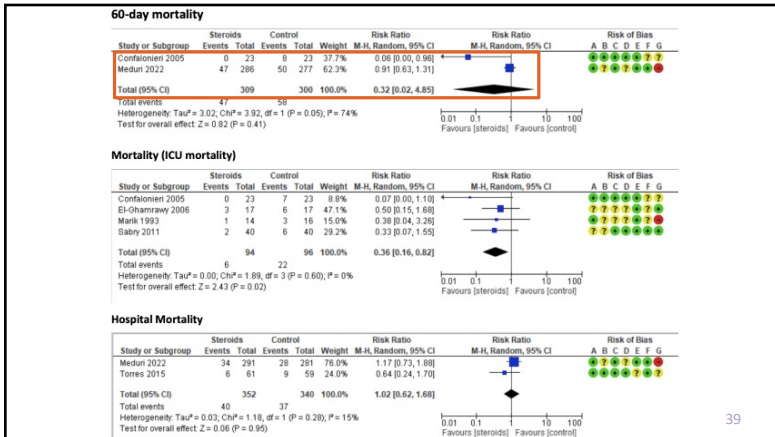 60-day mortality
Steroids Control Risk Ratio Risk Ratio Risk of Bias
Study or Subgroup Events Total Events Total Weight M-H, Random, 95% CI M-H, Random, 95% CI A B C D E F G
Confalonieri 2005 0 23 8 23 37.7% 0.06 [0.00, 0.96] + + + + + ? ?
Meduri 2022 47 286 50 277 62.3% 0.91 [0.63, 1.31] + ? + ? + + -
Total (95% CI) 309 300 100.0% 0.32 [0.02, 4.85]
Total events 47 58
Heterogeneity: Tau² = 3.02; Chi² = 3.92, df = 1 (P = 0.05); I² = 74%
Test for overall effect: Z = 0.82 (P = 0.41)
0.01 0.1 1 10 100
Favours [steroids] Favours [control]
Mortality (ICU mortality)
Steroids Control Risk Ratio Risk Ratio Risk of Bias
Study or Subgroup Events Total Events Total Weight M-H, Random, 95% CI M-H, Random, 95% CI A B C D E F G
Confalonieri 2005 0 23 7 23 8.8% 0.07 [0.00, 1.10] + + + + + ? ?
El-Ghamrawy 2006 3 17 6 17 47.1% 0.50 [0.15, 1.68] ? ? ? ? + ? ?
Marik 1993 1 14 3 16 29.2% 0.38 [0.04, 3.26]
Sabry 2011 2 40 6 40 29.2% 0.33 [0.07, 1.55] ? ? + + + + +
Total (95% CI) 94 96 100.0% 0.36 [0.16, 0.82]
Total events 6 22
Heterogeneity: Tau² = 0.00; Chi² = 1.89, df = 3 (P = 0.60); I² = 0%
Test for overall effect: Z = 2.43 (P = 0.02)
0.01 0.1 1 10 100
Favours [steroids] Favours [control]
Hospital Mortality
Steroids Control Risk Ratio Risk Ratio Risk of Bias
Study or Subgroup Events Total Events Total Weight M-H, Random, 95% CI M-H, Random, 95% CI A B C D E F G
Meduri 2022 34 291 28 281 76.0% 1.17 [0.73, 1.88] + ? + ? + + -
Torres 2015 6 61 9 59 24.0% 0.64 [0.24, 1.70] + + + + ? + ?
Total (95% CI) 352 340 100.0% 1.02 [0.62, 1.68]
Total events 40 37
Heterogeneity: Tau² = 0.03; Chi² = 1.18, df = 1 (P = 0.28); I² = 15%
Test for overall effect: Z = 0.06 (P = 0.95)
0.01 0.1 1 10 100
Favours [steroids] Favours [control]
39